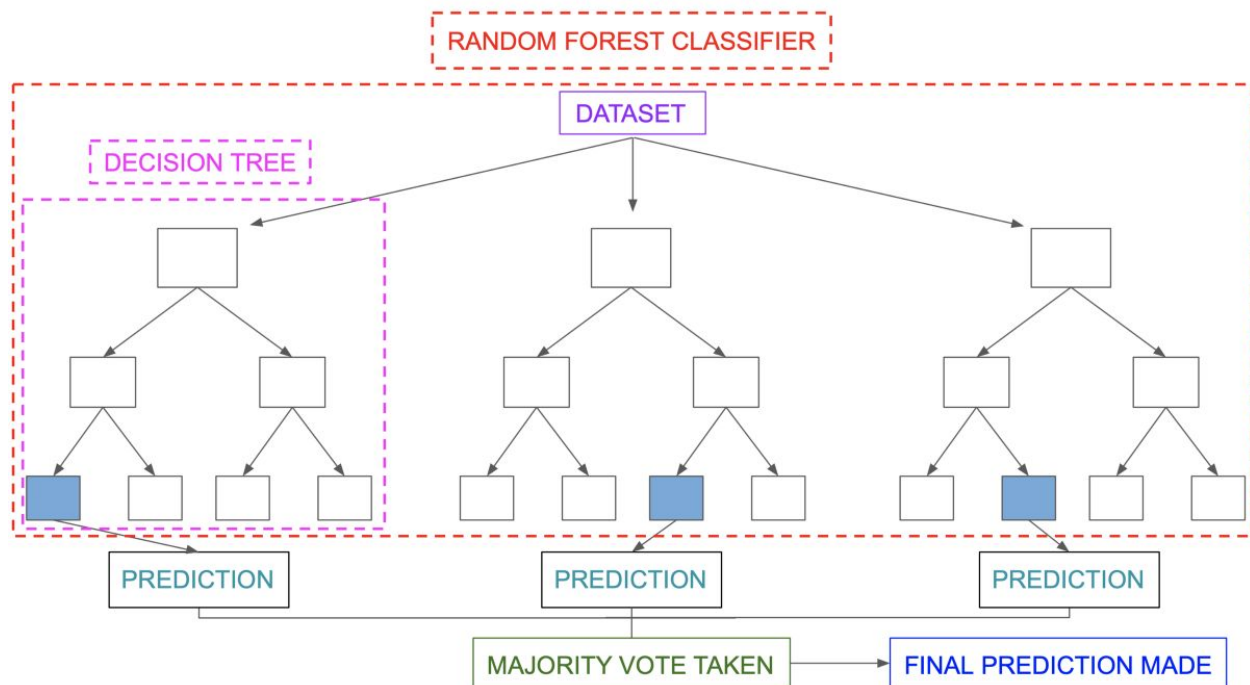 RANDOM FOREST CLASSIFIER
DATASET
DECISION TREE
PREDICTION
PREDICTION
PREDICTION
MAJORITY VOTE TAKEN
FINAL PREDICTION MADE